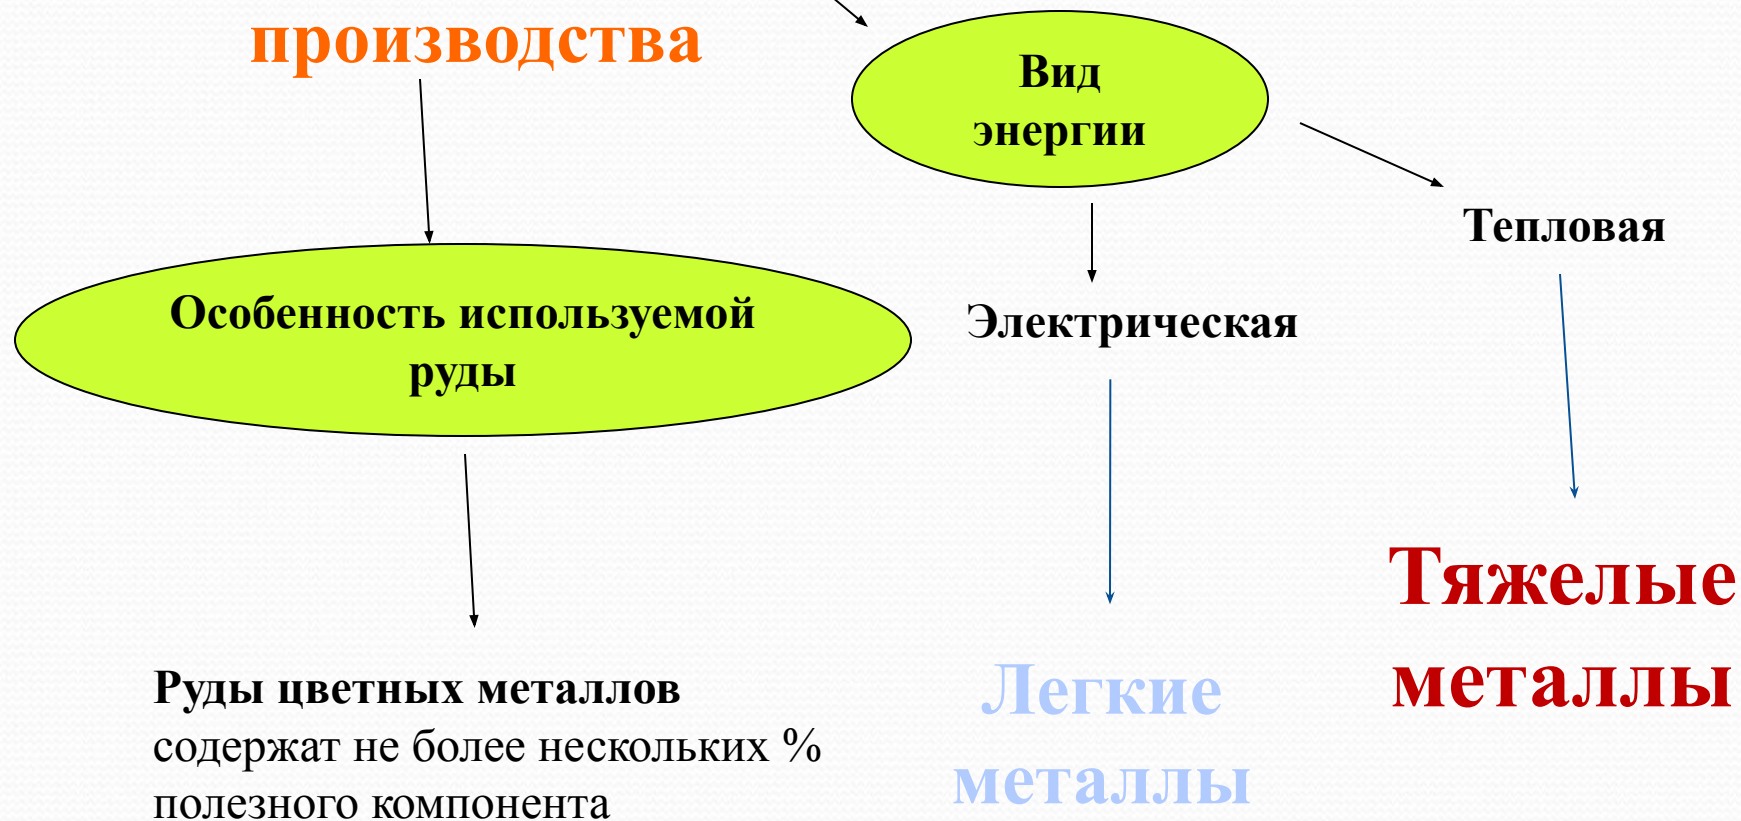 производства
Вид
энергии
Тепловая
Особенность используемой
руды
Электрическая
Тяжелые
металлы
Руды цветных металлов
содержат не более нескольких %
полезного компонента
Легкие
металлы